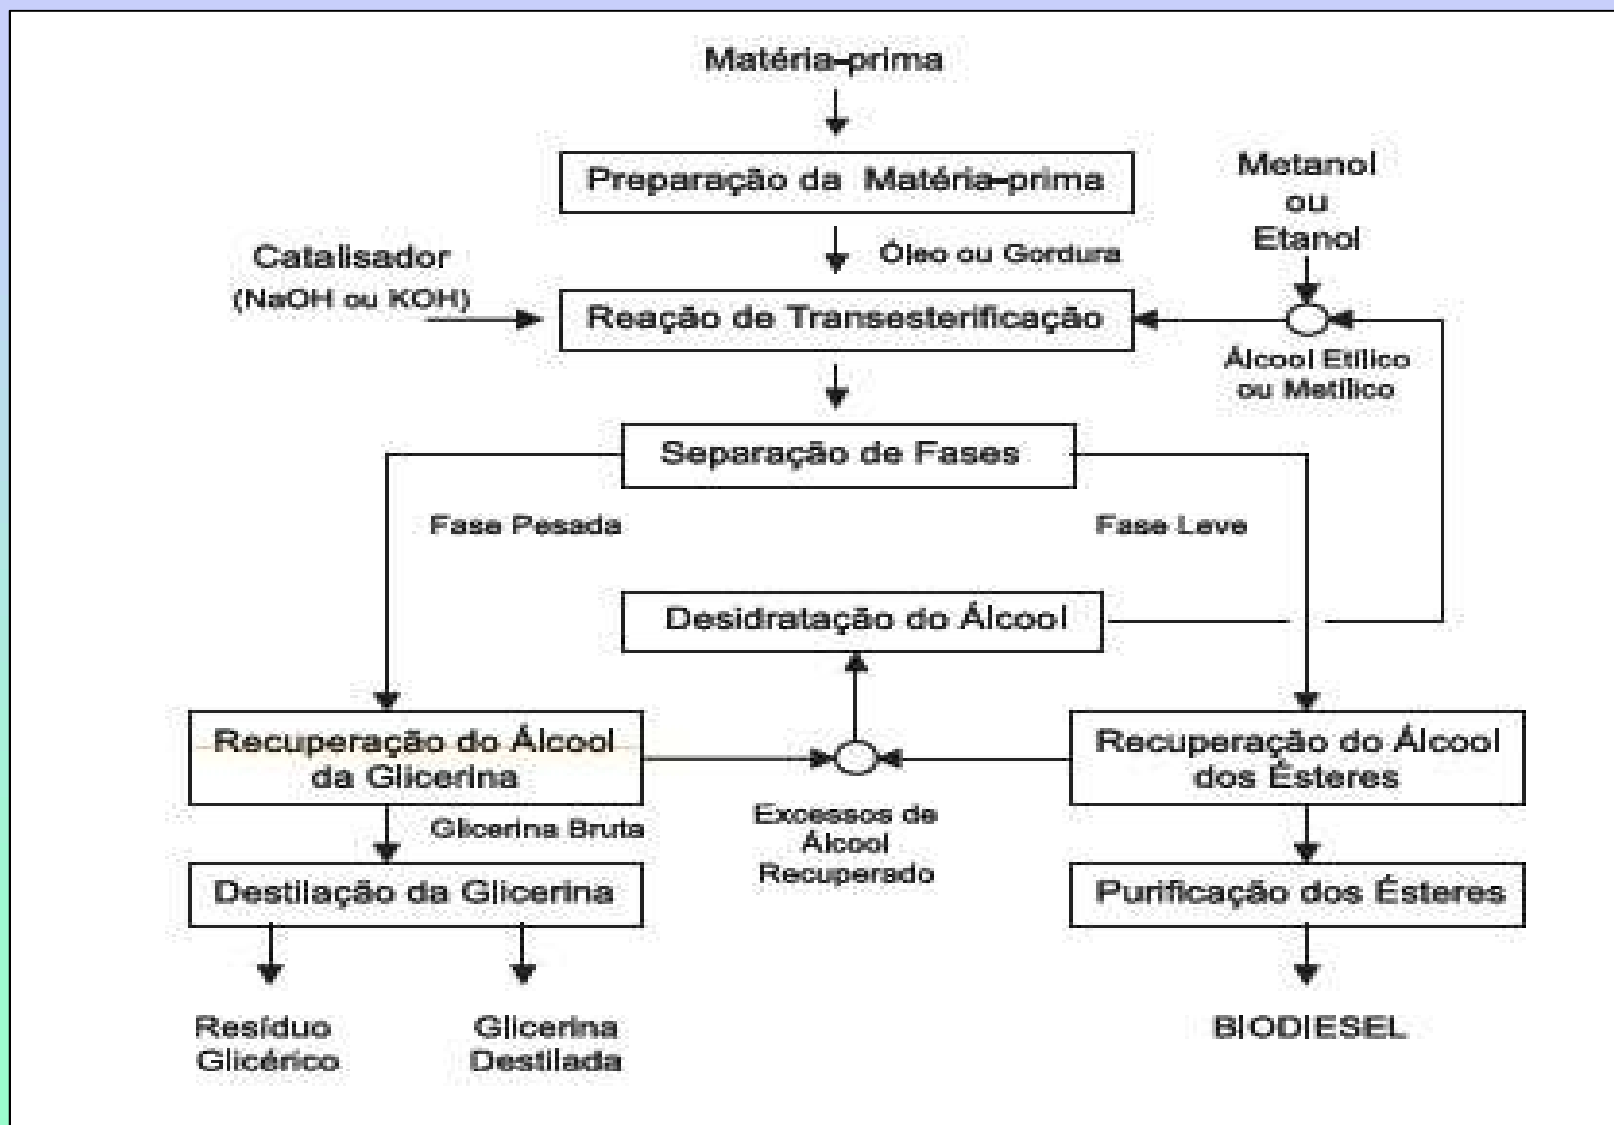 Matéria-prima
Preparação da Matéria-prima
Metanol
ou
Etanol
Óleo ou Gordura
Catalisador
(NaOH ou KOH)
Reação de Transesterificação
Álcool Etílico
ou Metílico
Separação de Fases
Fase Pesada
Fase Leve
Desidratação do Álcool
Recuperação do Álcool
da Glicerina
Recuperação do Álcool
dos Ésteres
Glicerina Bruta
Excessos de
Álcool
Recuperado
Destilação da Glicerina
Purificação dos Ésteres
Resíduo
Glicérico
Glicerina
Destilada
BIODIESEL